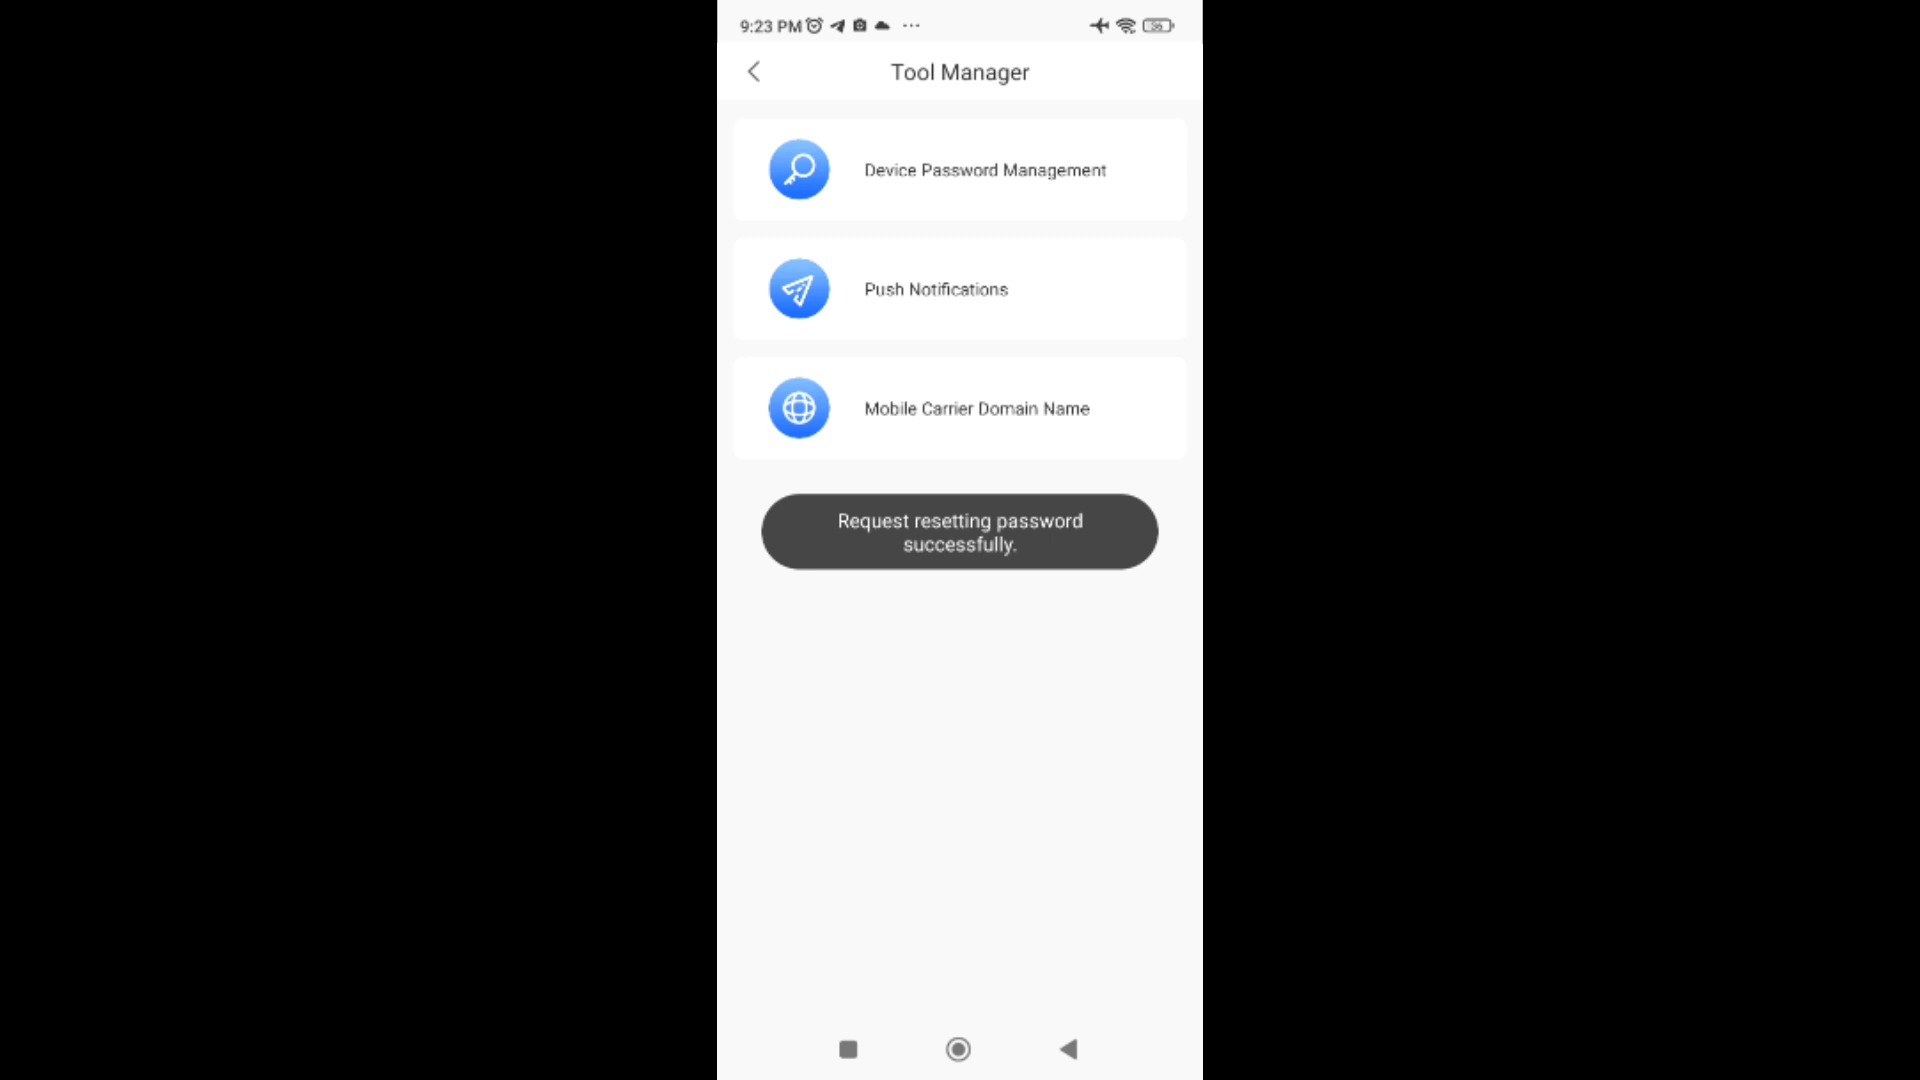 9:23 PM
Tool Manager
Device Password Management
Push Notifications
Mobile Carrier Domain Name
Request resetting password
successfully.